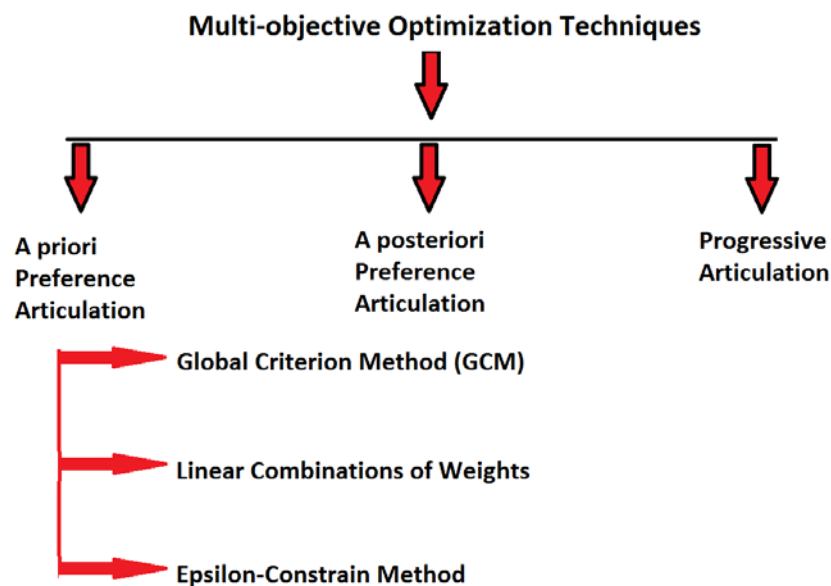 Multi-objective Optimization Techniques
A priori
Preference
Articulation
A posteriori
Preference
Articulation
Progressive
Articulation
Global Criterion Method (GCM)
Linear Combinations of Weights
Epsilon-Constrain Method